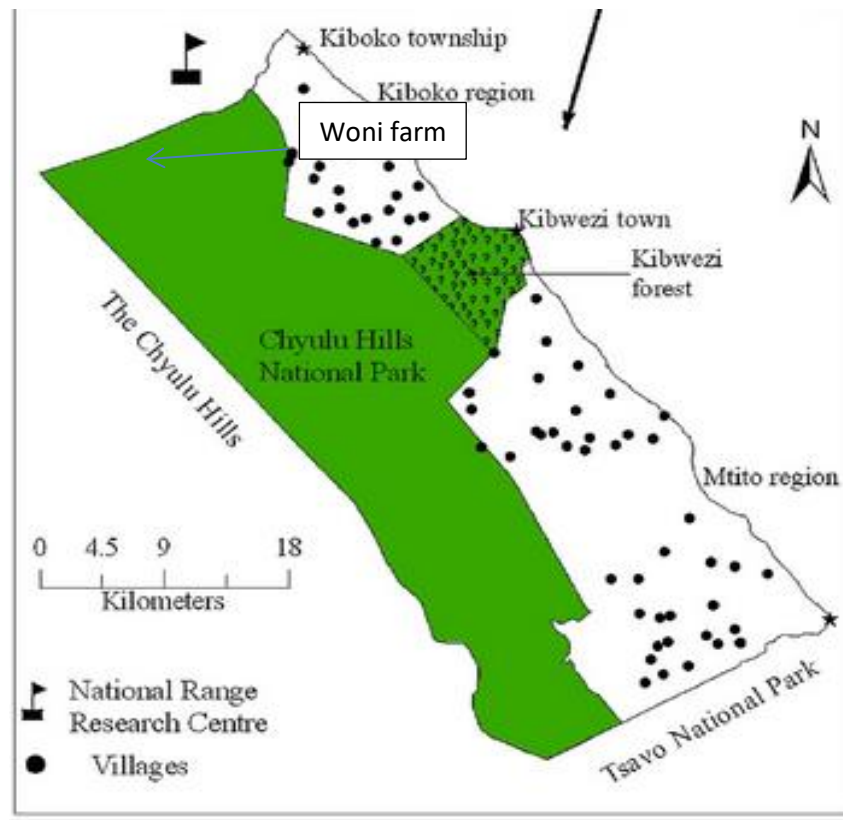 Kiboko township
Kiboko region
Woni farm
N
Kibwezi town
Kibwezi
forest
The Chyulu Hills
Chyulu Hills
National Park
Mtito region
0 4.5 9 18
Kilometers
National Range
Research Centre
Villages
Tsavo National Park